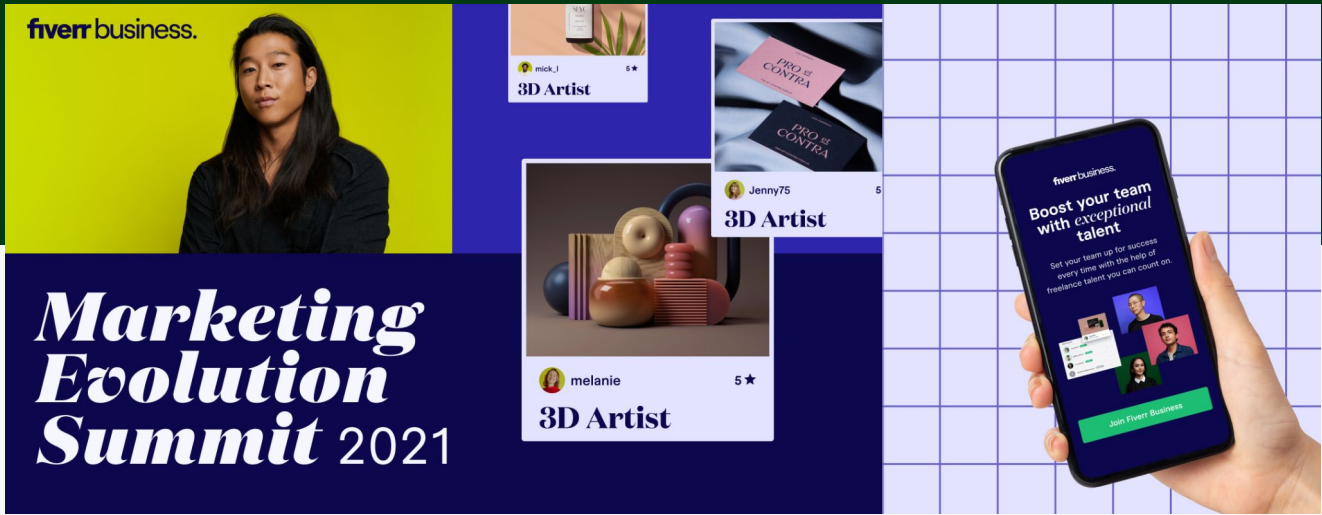 fiverr business.
mick_l
5★
3D Artist
PRO et
CONTRA
PRO et
CONTRA
Jenny75
5
3D Artist
melanie
5★
3D Artist
Marketing
Evolution
Summit 2021
fiverr business.
Boost your team
with exceptional
talent
Set your team up for success
every time with the help of
freelance talent you can count on.
Join Fiverr Business